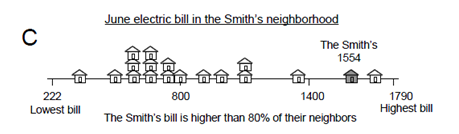 June electric bill in the Smith's neighborhood
C
The Smith's
1554
222 800 1400 1790
Lowest bill Highest bill
The Smith's bill is higher than 80% of their neighbors